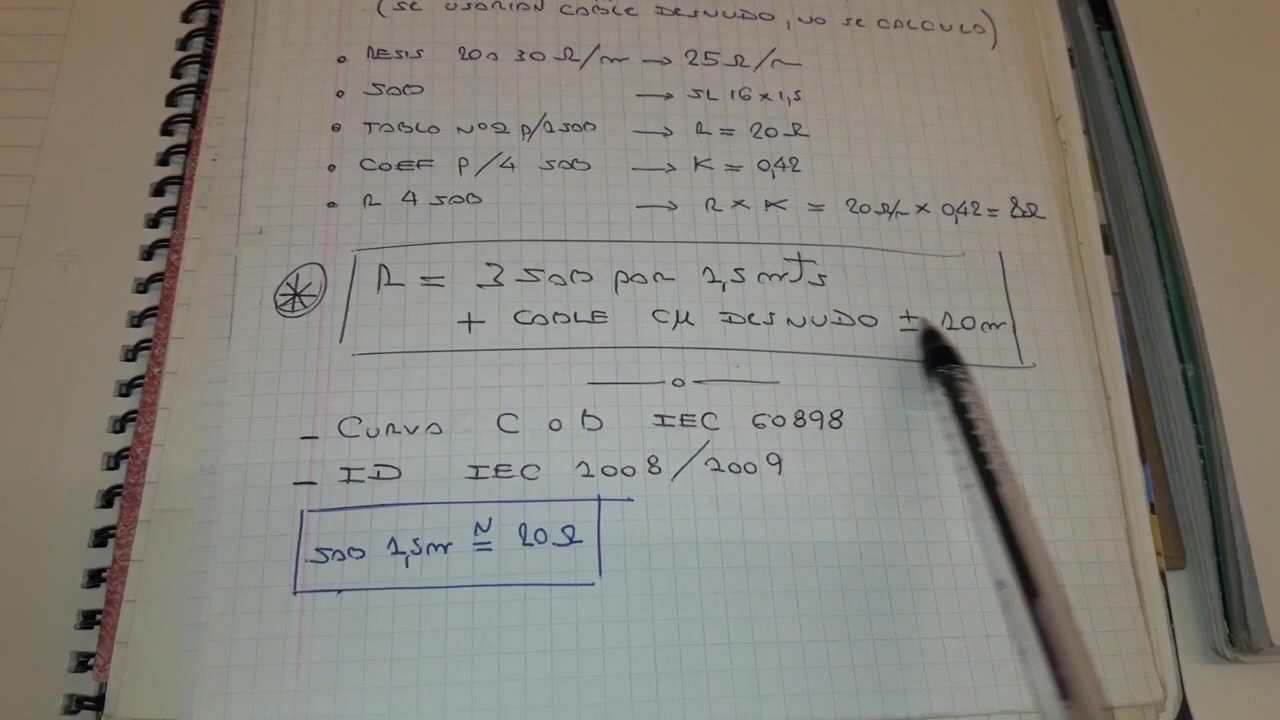 (SE USARIAN CABLE DESNUDO, NO SE CALCULO)
• RESIS 20 A 30 Ω/m → 25 Ω/m
• JAB → JL 16 x 1,5
• TABLA Nº2 P/1 JAB → R = 20 Ω
• COEF P/4 JAB → K = 0,42
• R 4 JAB → R x K = 20 Ω/m x 0,42 = 8Ω
* R = 3 JAB POR 1,5 mTs
+ CABLE CU DESNUDO ± 10m
— o —
- CURVA C o D IEC 60898
- ID IEC 1008/1009
JAB 1,5m ≅ 20Ω